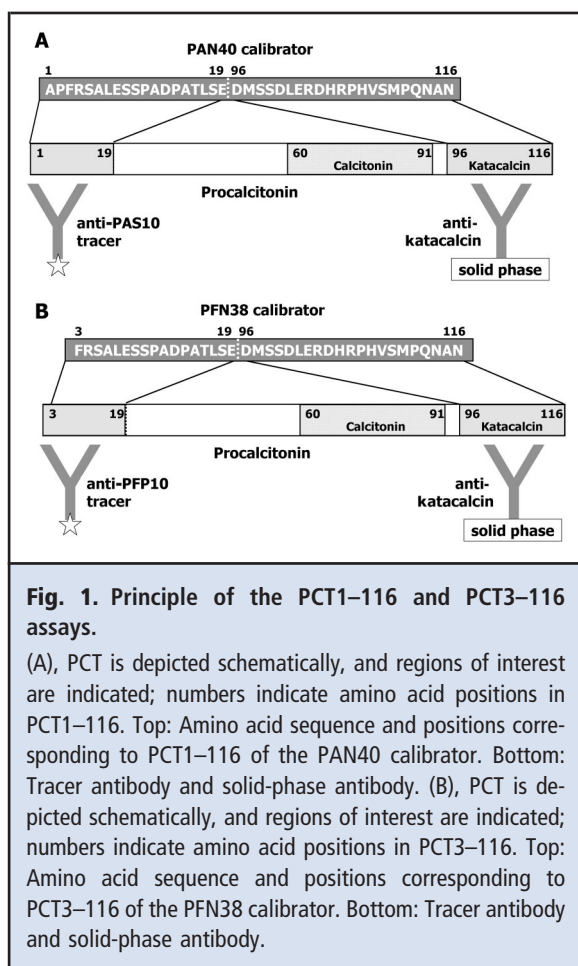 A
PAN40 calibrator
1 19 96 116
APFRSALESSPADPATLSE DMSSDLERDHRPHVSMPQNAN
1 19 60 91 96 116
Calcitonin Katacalcin
Procalcitonin
anti-PAS10
tracer
anti-
katacalcin
solid phase
B
PFN38 calibrator
3 19 96 116
FRSALESSPADPATLSE DMSSDLERDHRPHVSMPQNAN
3 19 60 91 96 116
Calcitonin Katacalcin
Procalcitonin
anti-PFP10
tracer
anti-
katacalcin
solid phase
Fig. 1. Principle of the PCT1–116 and PCT3–116
assays.
(A), PCT is depicted schematically, and regions of interest
are indicated; numbers indicate amino acid positions in
PCT1–116. Top: Amino acid sequence and positions corre-
sponding to PCT1–116 of the PAN40 calibrator. Bottom:
Tracer antibody and solid-phase antibody. (B), PCT is de-
picted schematically, and regions of interest are indicated;
numbers indicate amino acid positions in PCT3–116. Top:
Amino acid sequence and positions corresponding to
PCT3–116 of the PFN38 calibrator. Bottom: Tracer antibody
and solid-phase antibody.